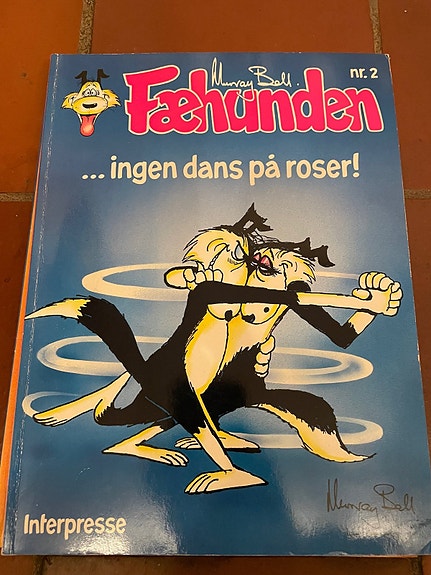 Murray Ball.
nr. 2
Fæhunden
...ingen dans på roser!
Murray Ball
Interpresse